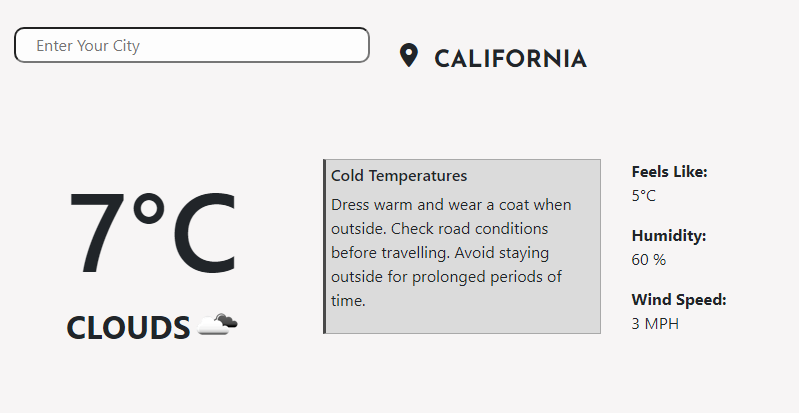 Enter Your City
CALIFORNIA
7°C
CLOUDS
Cold Temperatures
Dress warm and wear a coat when
outside. Check road conditions
before travelling. Avoid staying
outside for prolonged periods of
time.
Feels Like:
5°C
Humidity:
60 %
Wind Speed:
3 MPH